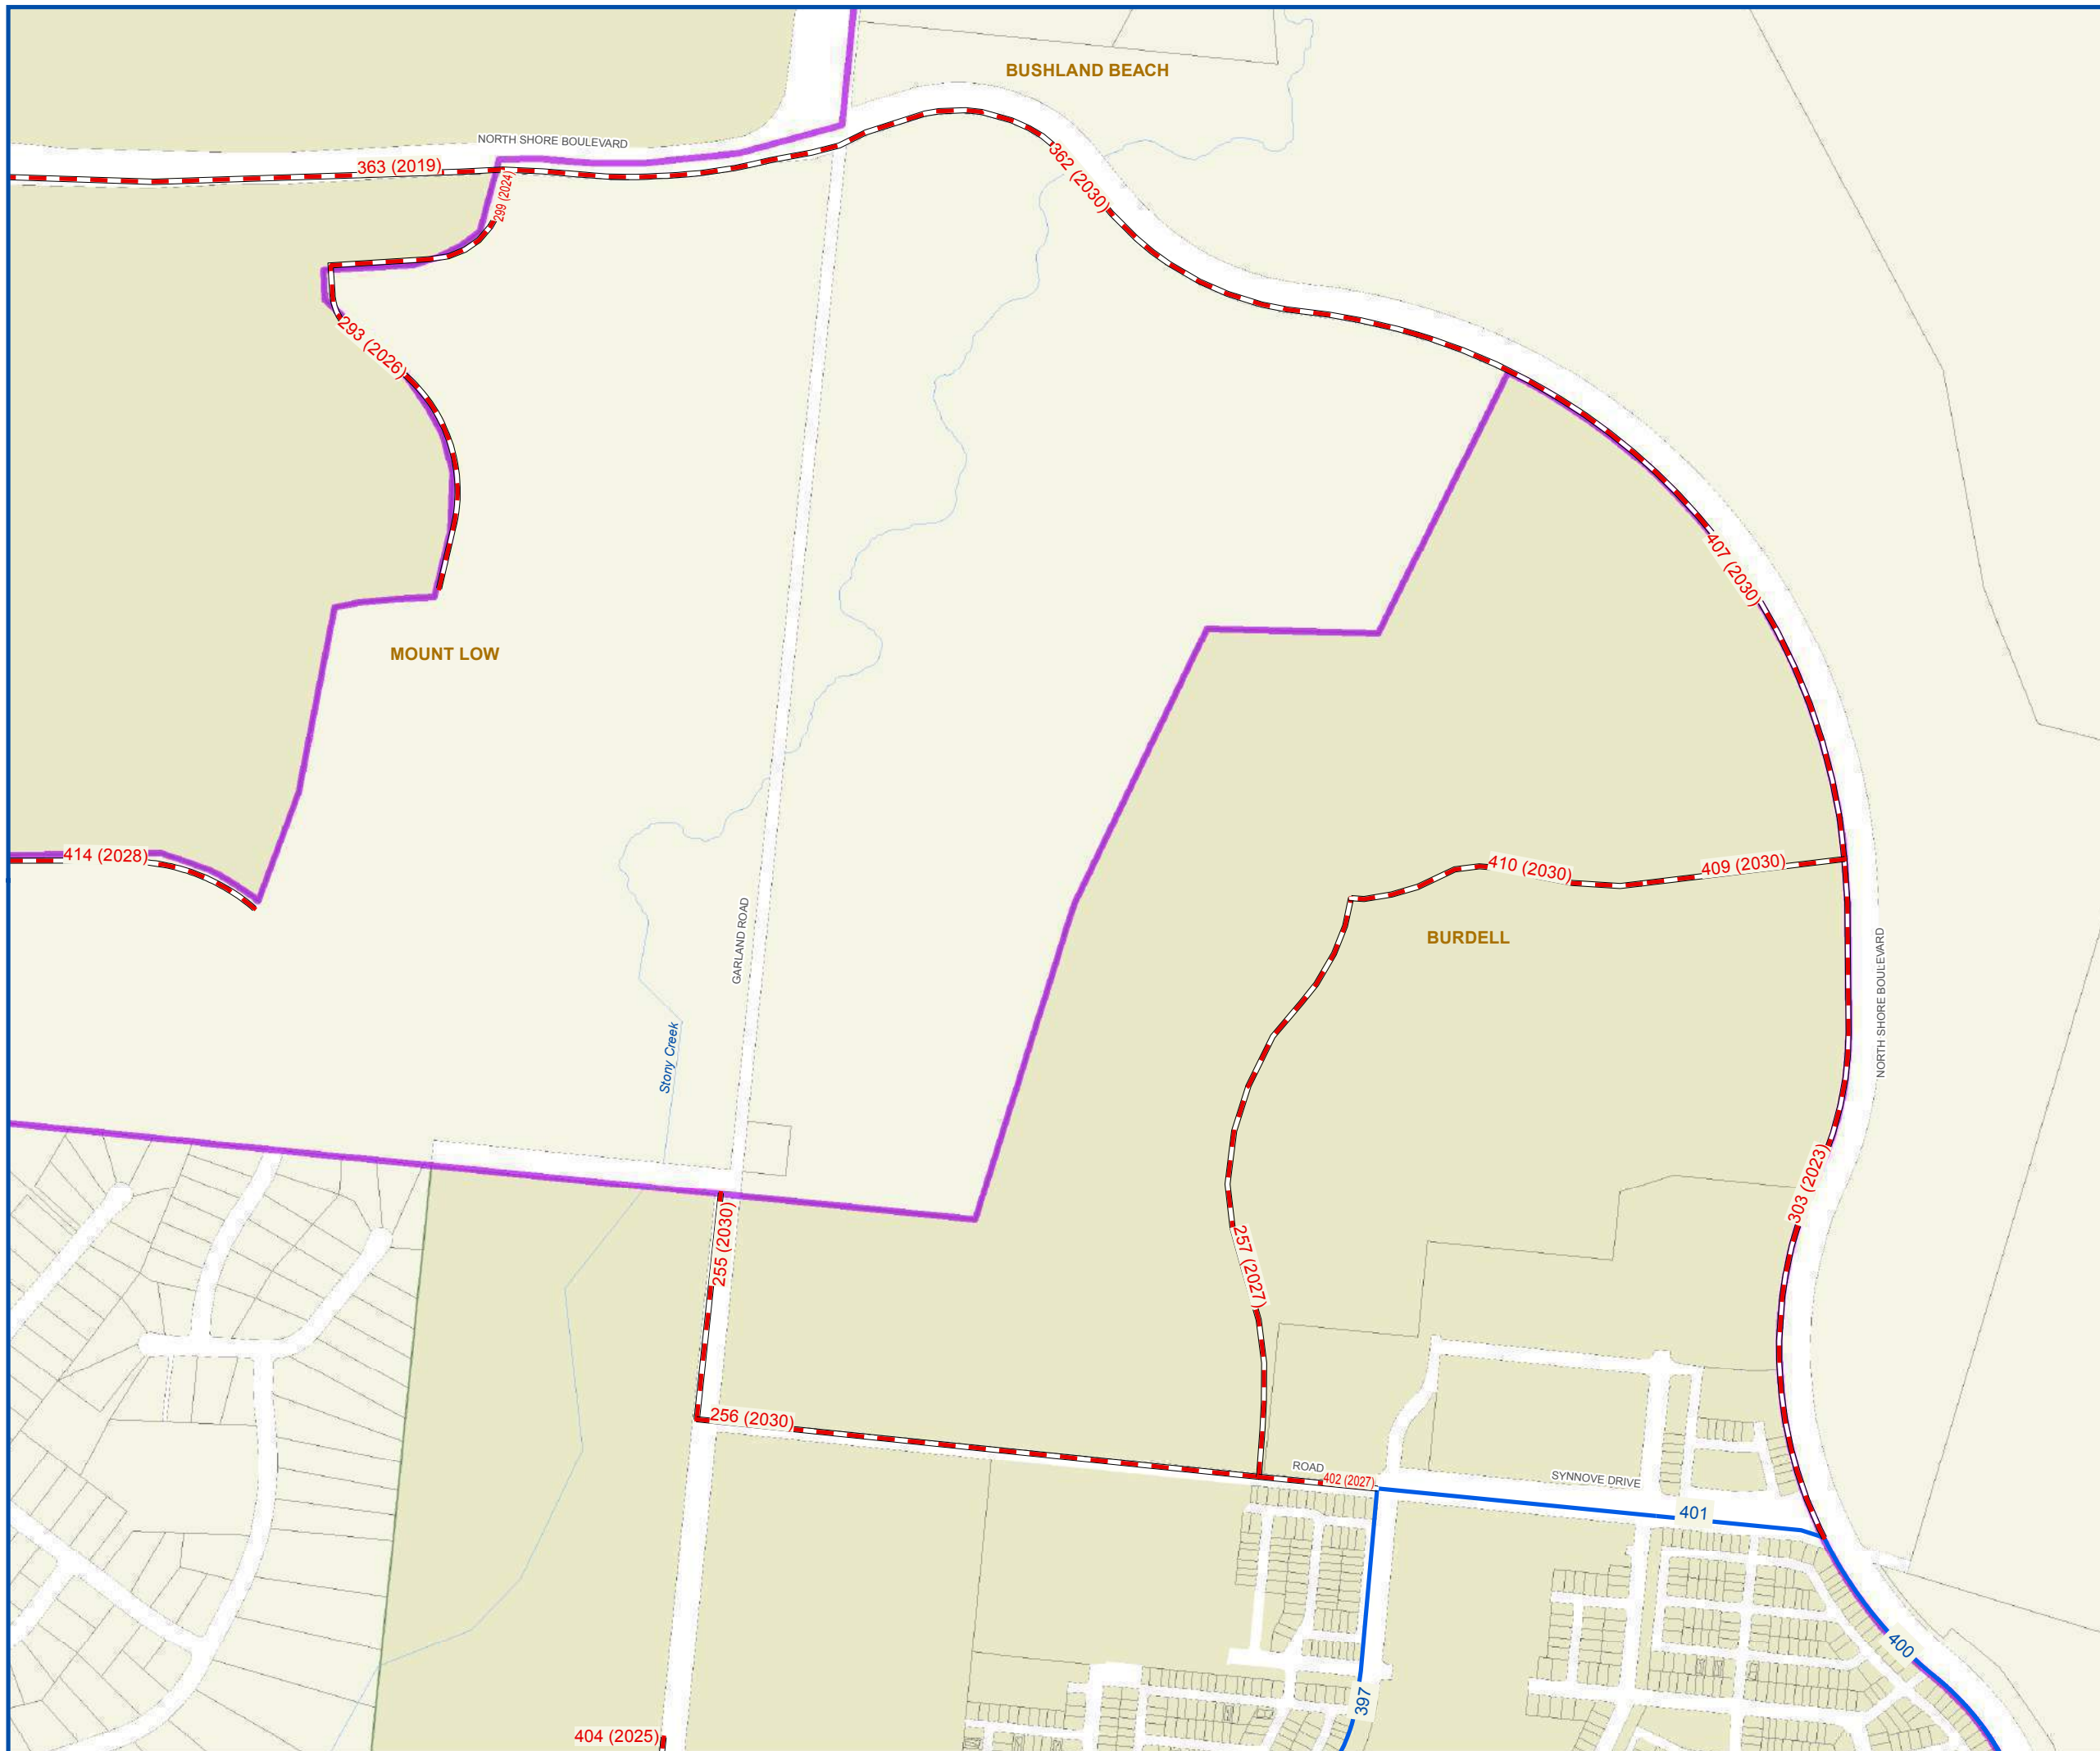 BUSHLAND BEACH
NORTH SHORE BOULEVARD
363 (2019)
362 (2030)
299 (2024)
293 (2026)
407 (2030)
MOUNT LOW
414 (2028)
410 (2030)
409 (2030)
GARLAND ROAD
BURDELL
NORTH SHORE BOULEVARD
Stony Creek
303 (2023)
255 (2030)
257 (2027)
256 (2030)
ROAD
402 (2027)
SYNNOVE DRIVE
401
400
397
404 (2025)